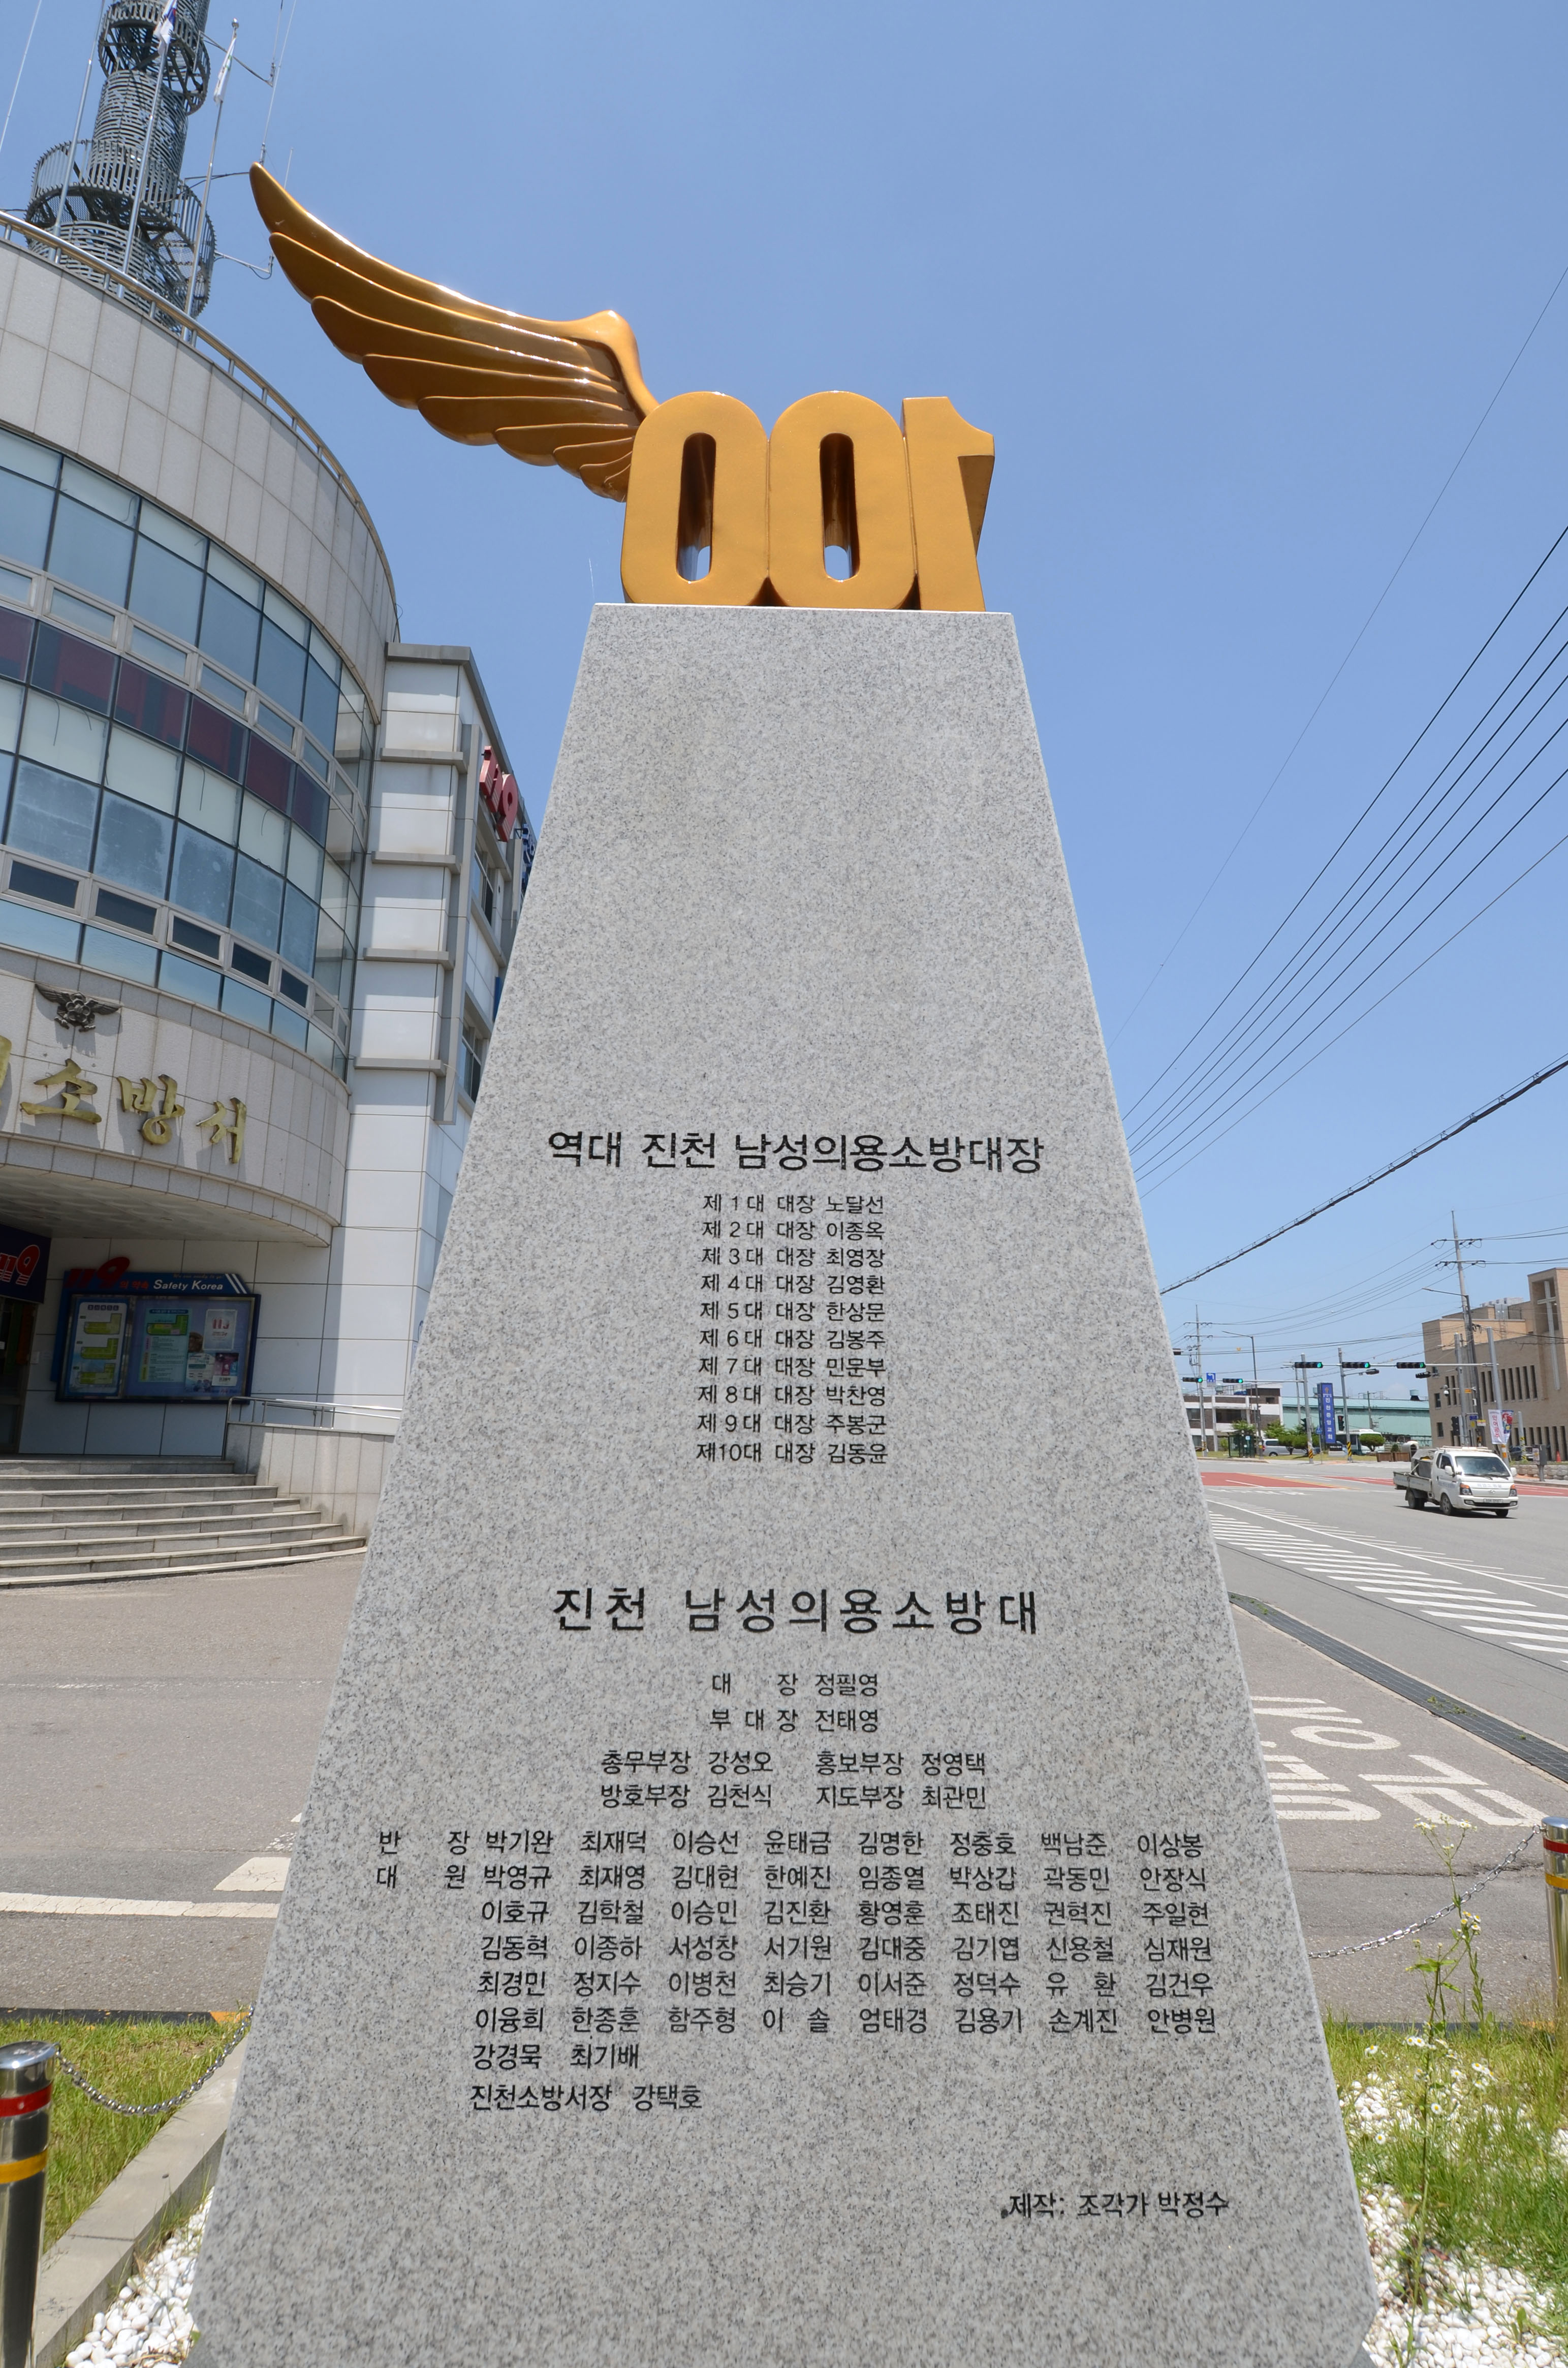 100
119
소방서
119
Safety Korea
역대 진천 남성의용소방대장
제 1 대 대장 노달선
제 2 대 대장 이종옥
제 3 대 대장 최영장
제 4 대 대장 김영환
제 5 대 대장 한상문
제 6 대 대장 김봉주
제 7 대 대장 민문부
제 8 대 대장 박찬영
제 9 대 대장 주봉군
제10대 대장 김동윤
진천 남성의용소방대
대 장 정필영
부 대 장 전태영
총무부장 강성오 홍보부장 정영택
방호부장 김천식 지도부장 최관민
반 장 박기완 최재덕 이승선 윤태금 김명한 정충호 백남준 이상봉
대 원 박영규 최재영 김대현 한예진 임종열 박상갑 곽동민 안장식
이호규 김학철 이승민 김진환 황영훈 조태진 권혁진 주일현
김동혁 이종하 서성창 서기원 김대중 김기엽 신용철 심재원
최경민 정지수 이병천 최승기 이서준 정덕수 유 환 김건우
이융희 한종훈 함주형 이 솔 엄태경 김용기 손계진 안병원
강경묵 최기배
진천소방서장 강택호
제작: 조각가 박정수